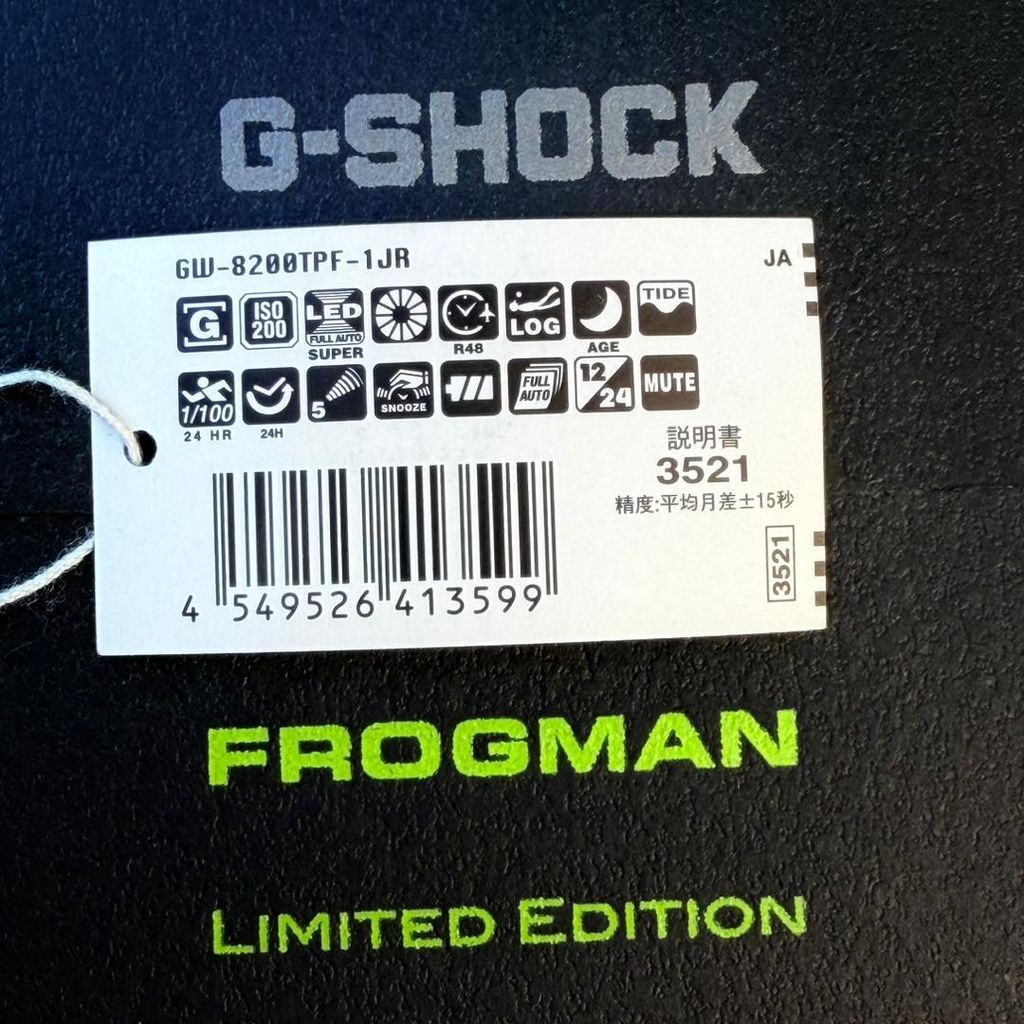 G-SHOCK
GW-8200TPF-1JR
JA
G
ISO 200
LED FULL AUTO
SUPER
R48
LOG
AGE
TIDE
1/100
24 HR
24H
5
SNOOZE
FULL AUTO
12/24
MUTE
説明書
3521
精度:平均月差±15秒
3521
4 549526 413599
FROGMAN
LIMITED EDITION